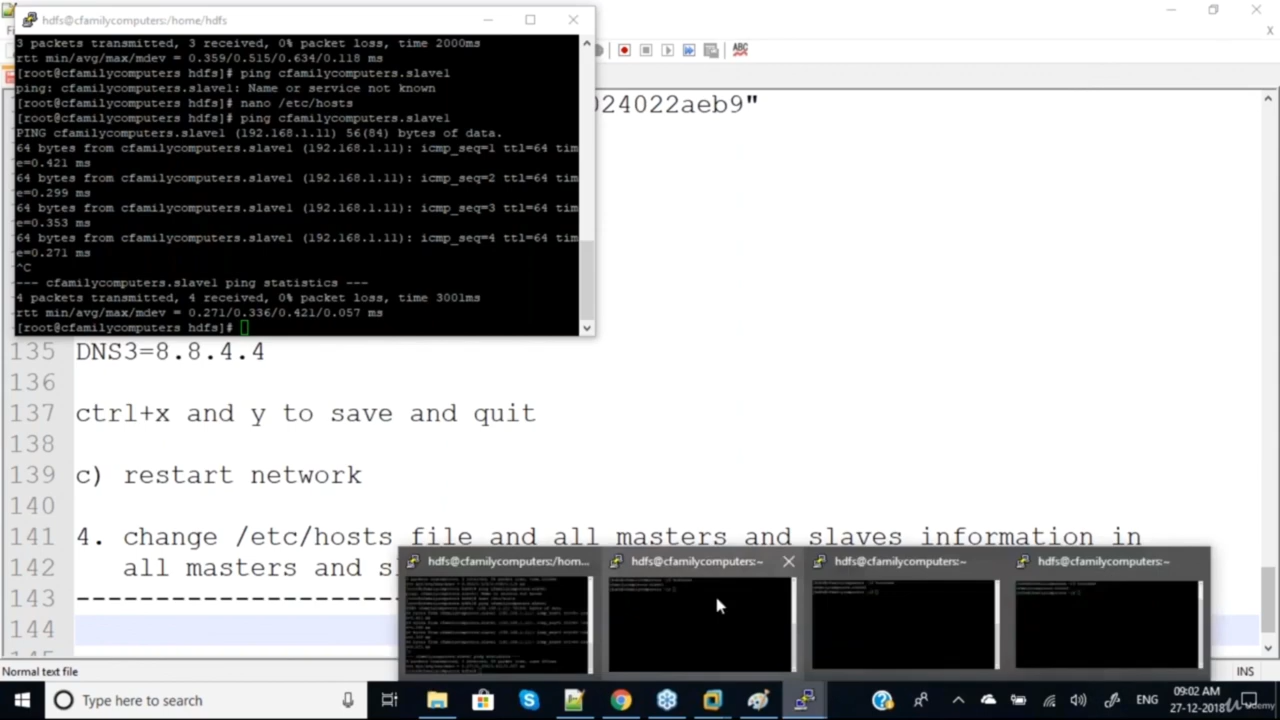 hdfs@cfamilycomputers:/home/hdfs
3 packets transmitted, 3 received, 0% packet loss, time 2000ms
rtt min/avg/max/mdev = 0.359/0.515/0.634/0.118 ms
[root@cfamilycomputers hdfs]# ping cfamilycomputers.slave1
ping: cfamilycomputers.slave1: Name or service not known
[root@cfamilycomputers hdfs]# nano /etc/hosts
[root@cfamilycomputers hdfs]# ping cfamilycomputers.slave1
PING cfamilycomputers.slave1 (192.168.1.11) 56(84) bytes of data.
64 bytes from cfamilycomputers.slave1 (192.168.1.11): icmp_seq=1 ttl=64 tim
e=0.421 ms
64 bytes from cfamilycomputers.slave1 (192.168.1.11): icmp_seq=2 ttl=64 tim
e=0.299 ms
64 bytes from cfamilycomputers.slave1 (192.168.1.11): icmp_seq=3 ttl=64 tim
e=0.353 ms
64 bytes from cfamilycomputers.slave1 (192.168.1.11): icmp_seq=4 ttl=64 tim
e=0.271 ms
^C
--- cfamilycomputers.slave1 ping statistics ---
4 packets transmitted, 4 received, 0% packet loss, time 3001ms
rtt min/avg/max/mdev = 0.271/0.336/0.421/0.057 ms
[root@cfamilycomputers hdfs]#
ABC
024022aeb9"
135 DNS3=8.8.4.4
136
137 ctrl+x and y to save and quit
138
139 c) restart network
140
141 4. change /etc/hosts file and all masters and slaves information in
142 all masters and
144
hdfs@cfamilycomputers:/hom...
hdfs@cfamilycomputers:~
hdfs@cfamilycomputers:~
hdfs@cfamilycomputers:~
Normal text file
INS
Type here to search
ENG
09:02 AM
27-12-2018
Udemy